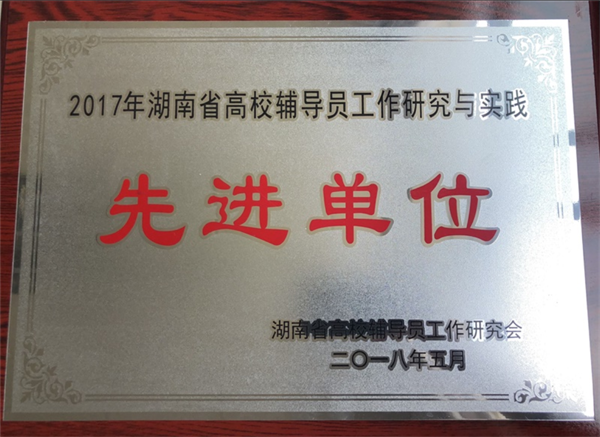 2017年湖南省高校辅导员工作研究与实践
先进单位
湖南省高校辅导员工作研究会
二〇一八年五月